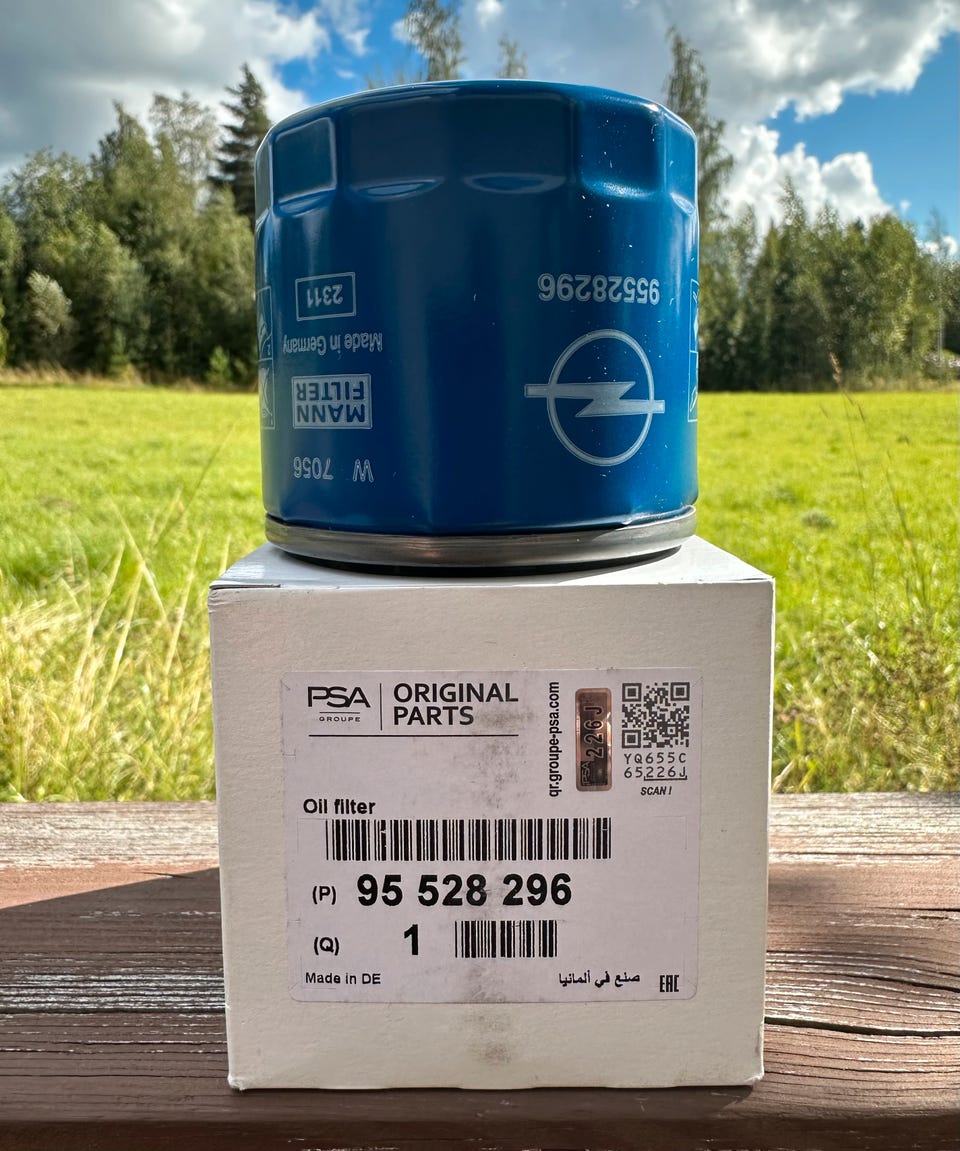 95528296
2311
Made in Germany
MANN
FILTER
W 7056
PSA
GROUPE
ORIGINAL
PARTS
qr.groupe-psa.com
PSA
226J
YQ655C
65226J
SCAN!
Oil filter
(P) 95 528 296
(Q) 1
Made in DE
صنع في ألمانيا
EAC